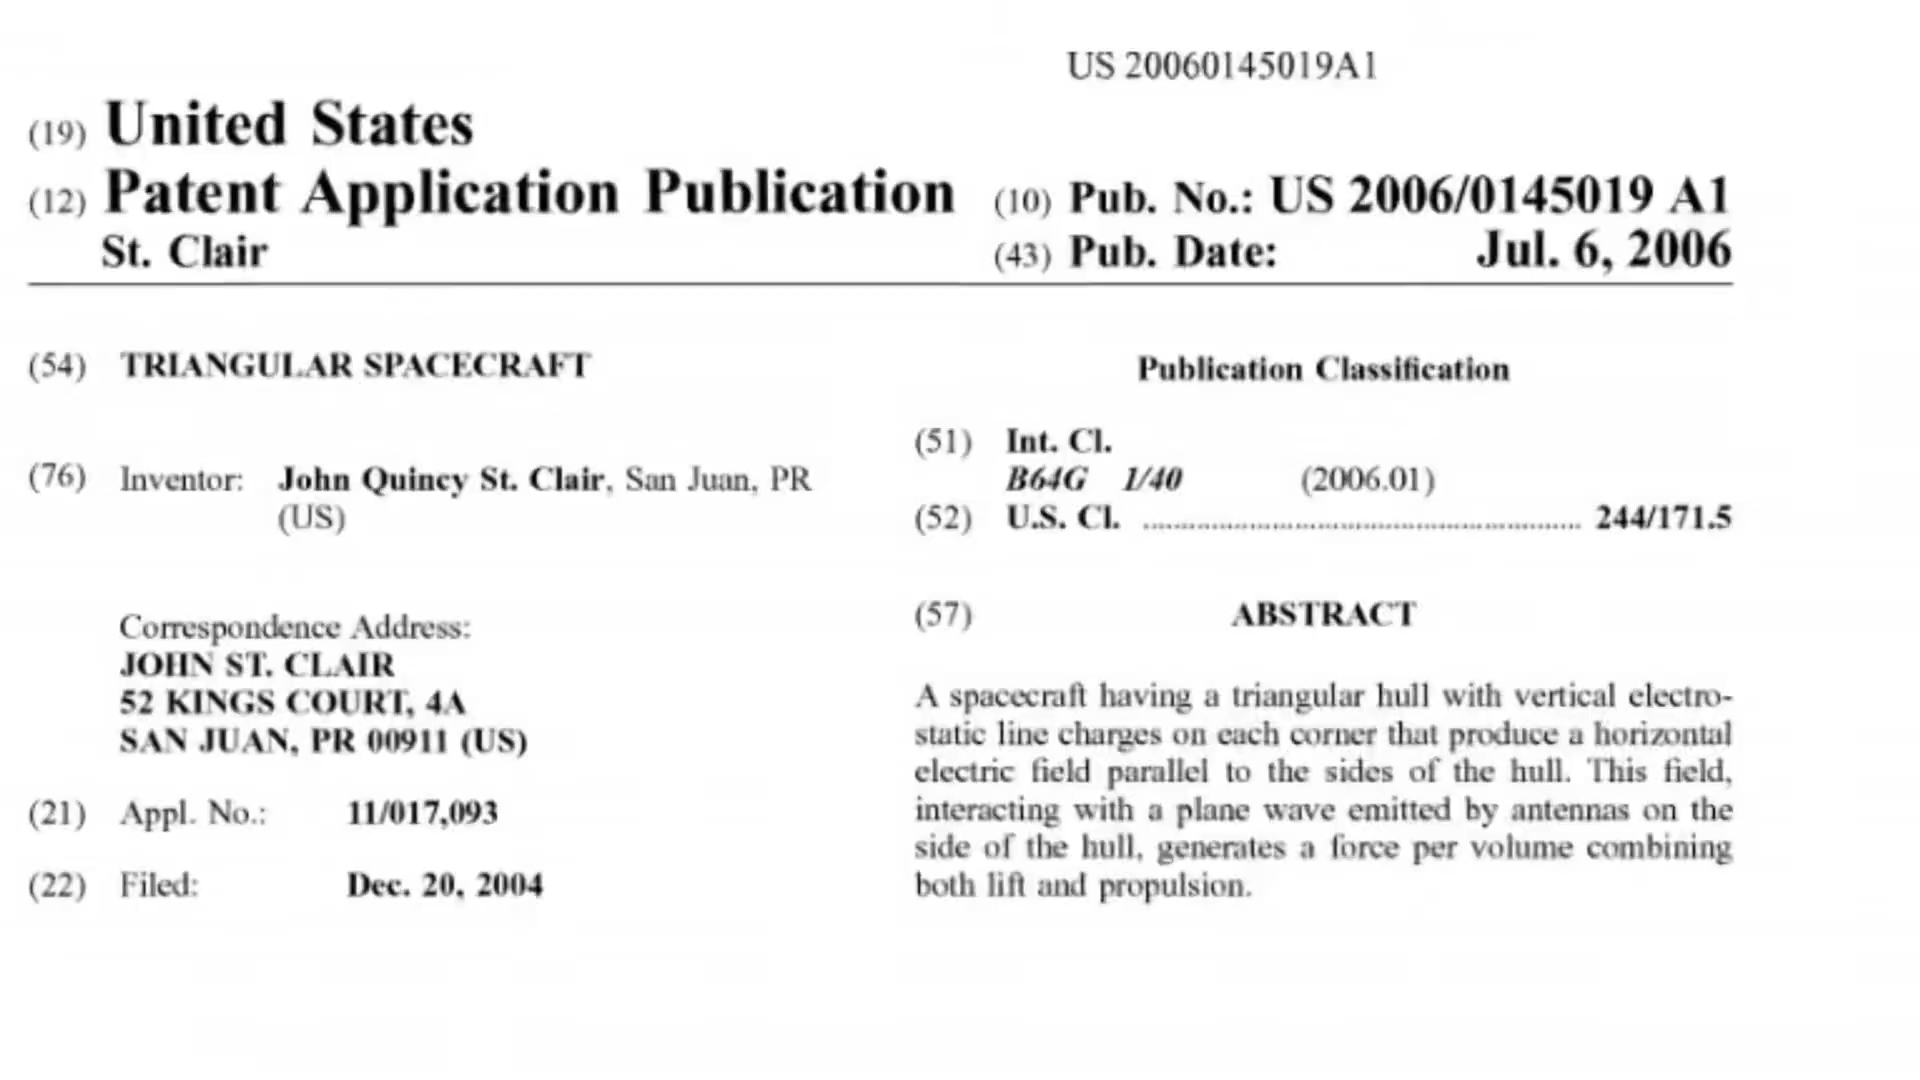 US 20060145019A1
(19) United States
(12) Patent Application Publication
St. Clair
(10) Pub. No.: US 2006/0145019 A1
(43) Pub. Date: Jul. 6, 2006
(54) TRIANGULAR SPACECRAFT
(76) Inventor: John Quincy St. Clair, San Juan, PR
(US)
Correspondence Address:
JOHN ST. CLAIR
52 KINGS COURT, 4A
SAN JUAN, PR 00911 (US)
(21) Appl. No.: 11/017,093
(22) Filed: Dec. 20, 2004
Publication Classification
(51) Int. Cl.
B64G 1/40 (2006.01)
(52) U.S. Cl. ........................................................ 244/171.5
(57) ABSTRACT
A spacecraft having a triangular hull with vertical electro-
static line charges on each corner that produce a horizontal
electric field parallel to the sides of the hull. This field,
interacting with a plane wave emitted by antennas on the
side of the hull, generates a force per volume combining
both lift and propulsion.